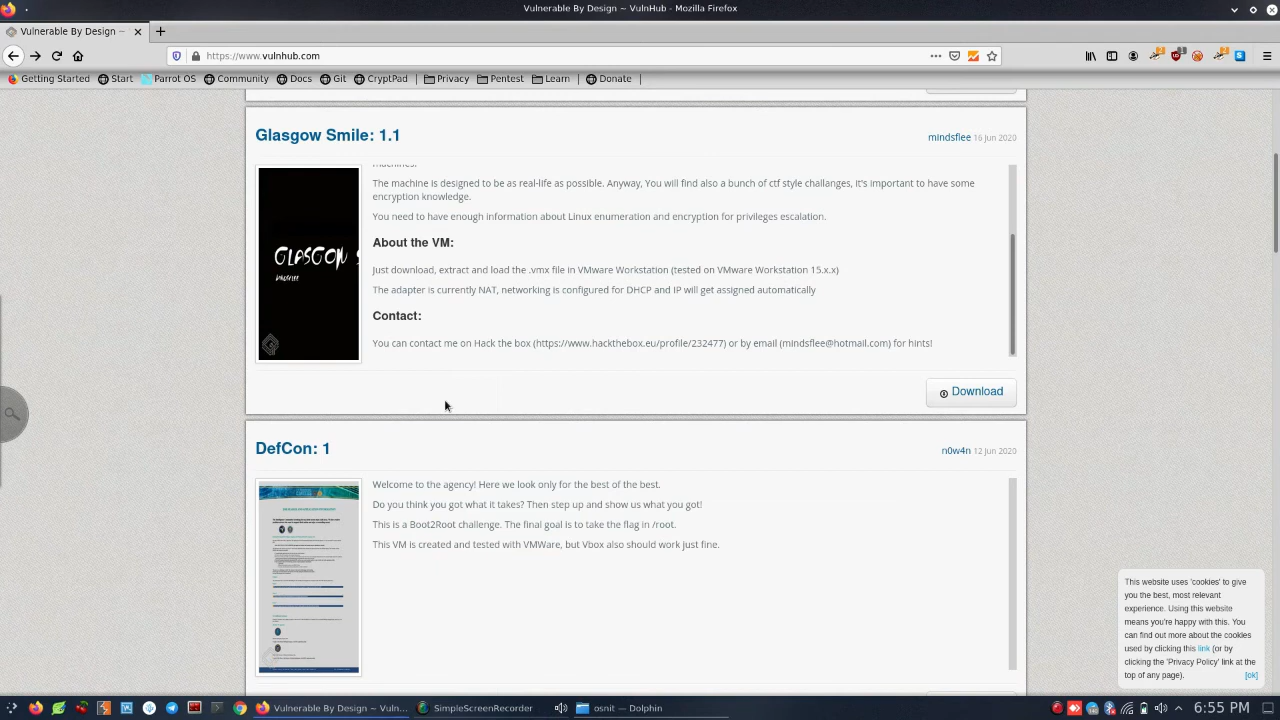 Vulnerable By Design ~ VulnHub - Mozilla Firefox
Vulnerable By Design ~
https://www.vulnhub.com
Getting Started Start Parrot OS Community Docs Git CryptPad Privacy Pentest Learn Donate
Glasgow Smile: 1.1
mindsflee 16 Jun 2020
machines.
The machine is designed to be as real-life as possible. Anyway, You will find also a bunch of ctf style challanges, it's important to have some
encryption knowledge.
You need to have enough information about Linux enumeration and encryption for privileges escalation.
About the VM:
Just download, extract and load the .vmx file in VMware Workstation (tested on VMware Workstation 15.x.x)
The adapter is currently NAT, networking is configured for DHCP and IP will get assigned automatically
Contact:
You can contact me on Hack the box (https://www.hackthebox.eu/profile/232477) or by email (mindsflee@hotmail.com) for hints!
GLASGOW S
Download
DefCon: 1
n0w4n 12 Jun 2020
Welcome to the agency! Here we look only for the best of the best.
Do you think you got what it takes? Then step up and show us what you got!
This is a Boot2Root challenge. The final goal is to take the flag in /root.
This VM is created and tested with VMWare, but Vbox also should work just fine.
This website uses 'cookies' to give
you the best, most relevant
experience. Using this website
means you're happy with this. You
can find out more about the cookies
used by clicking this link (or by
clicking the 'Privacy Policy' link at the
top of any page). [ok]
Vulnerable By Design ~ Vuln... SimpleScreenRecorder osnit — Dolphin 6:55 PM